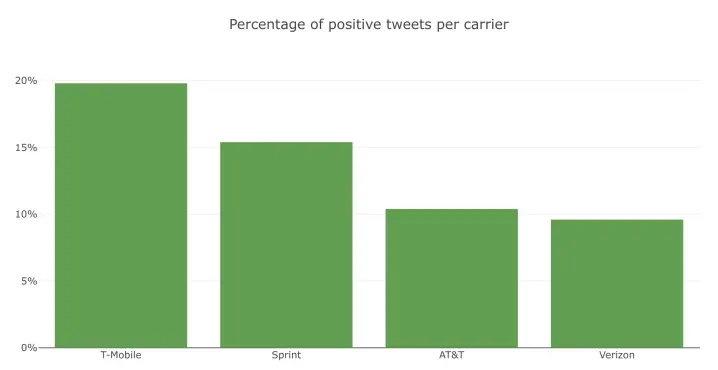 Percentage of positive tweets per carrier
20%
15%
10%
5%
0%
T-Mobile Sprint AT&T Verizon